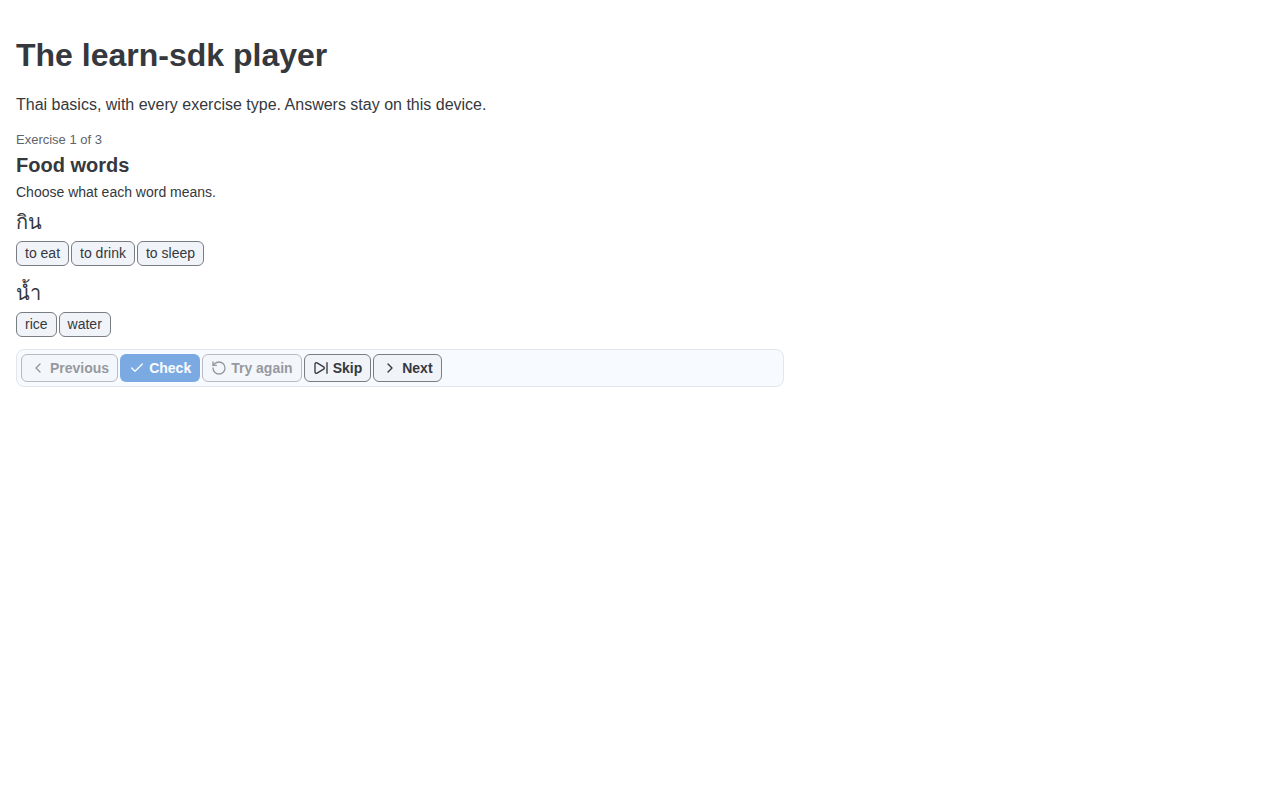 The learn-sdk player
Thai basics, with every exercise type. Answers stay on this device.
Exercise 1 of 3
Food words
Choose what each word means.
กิน
to eat to drink to sleep
น้ำ
rice water
Previous Check Try again Skip Next